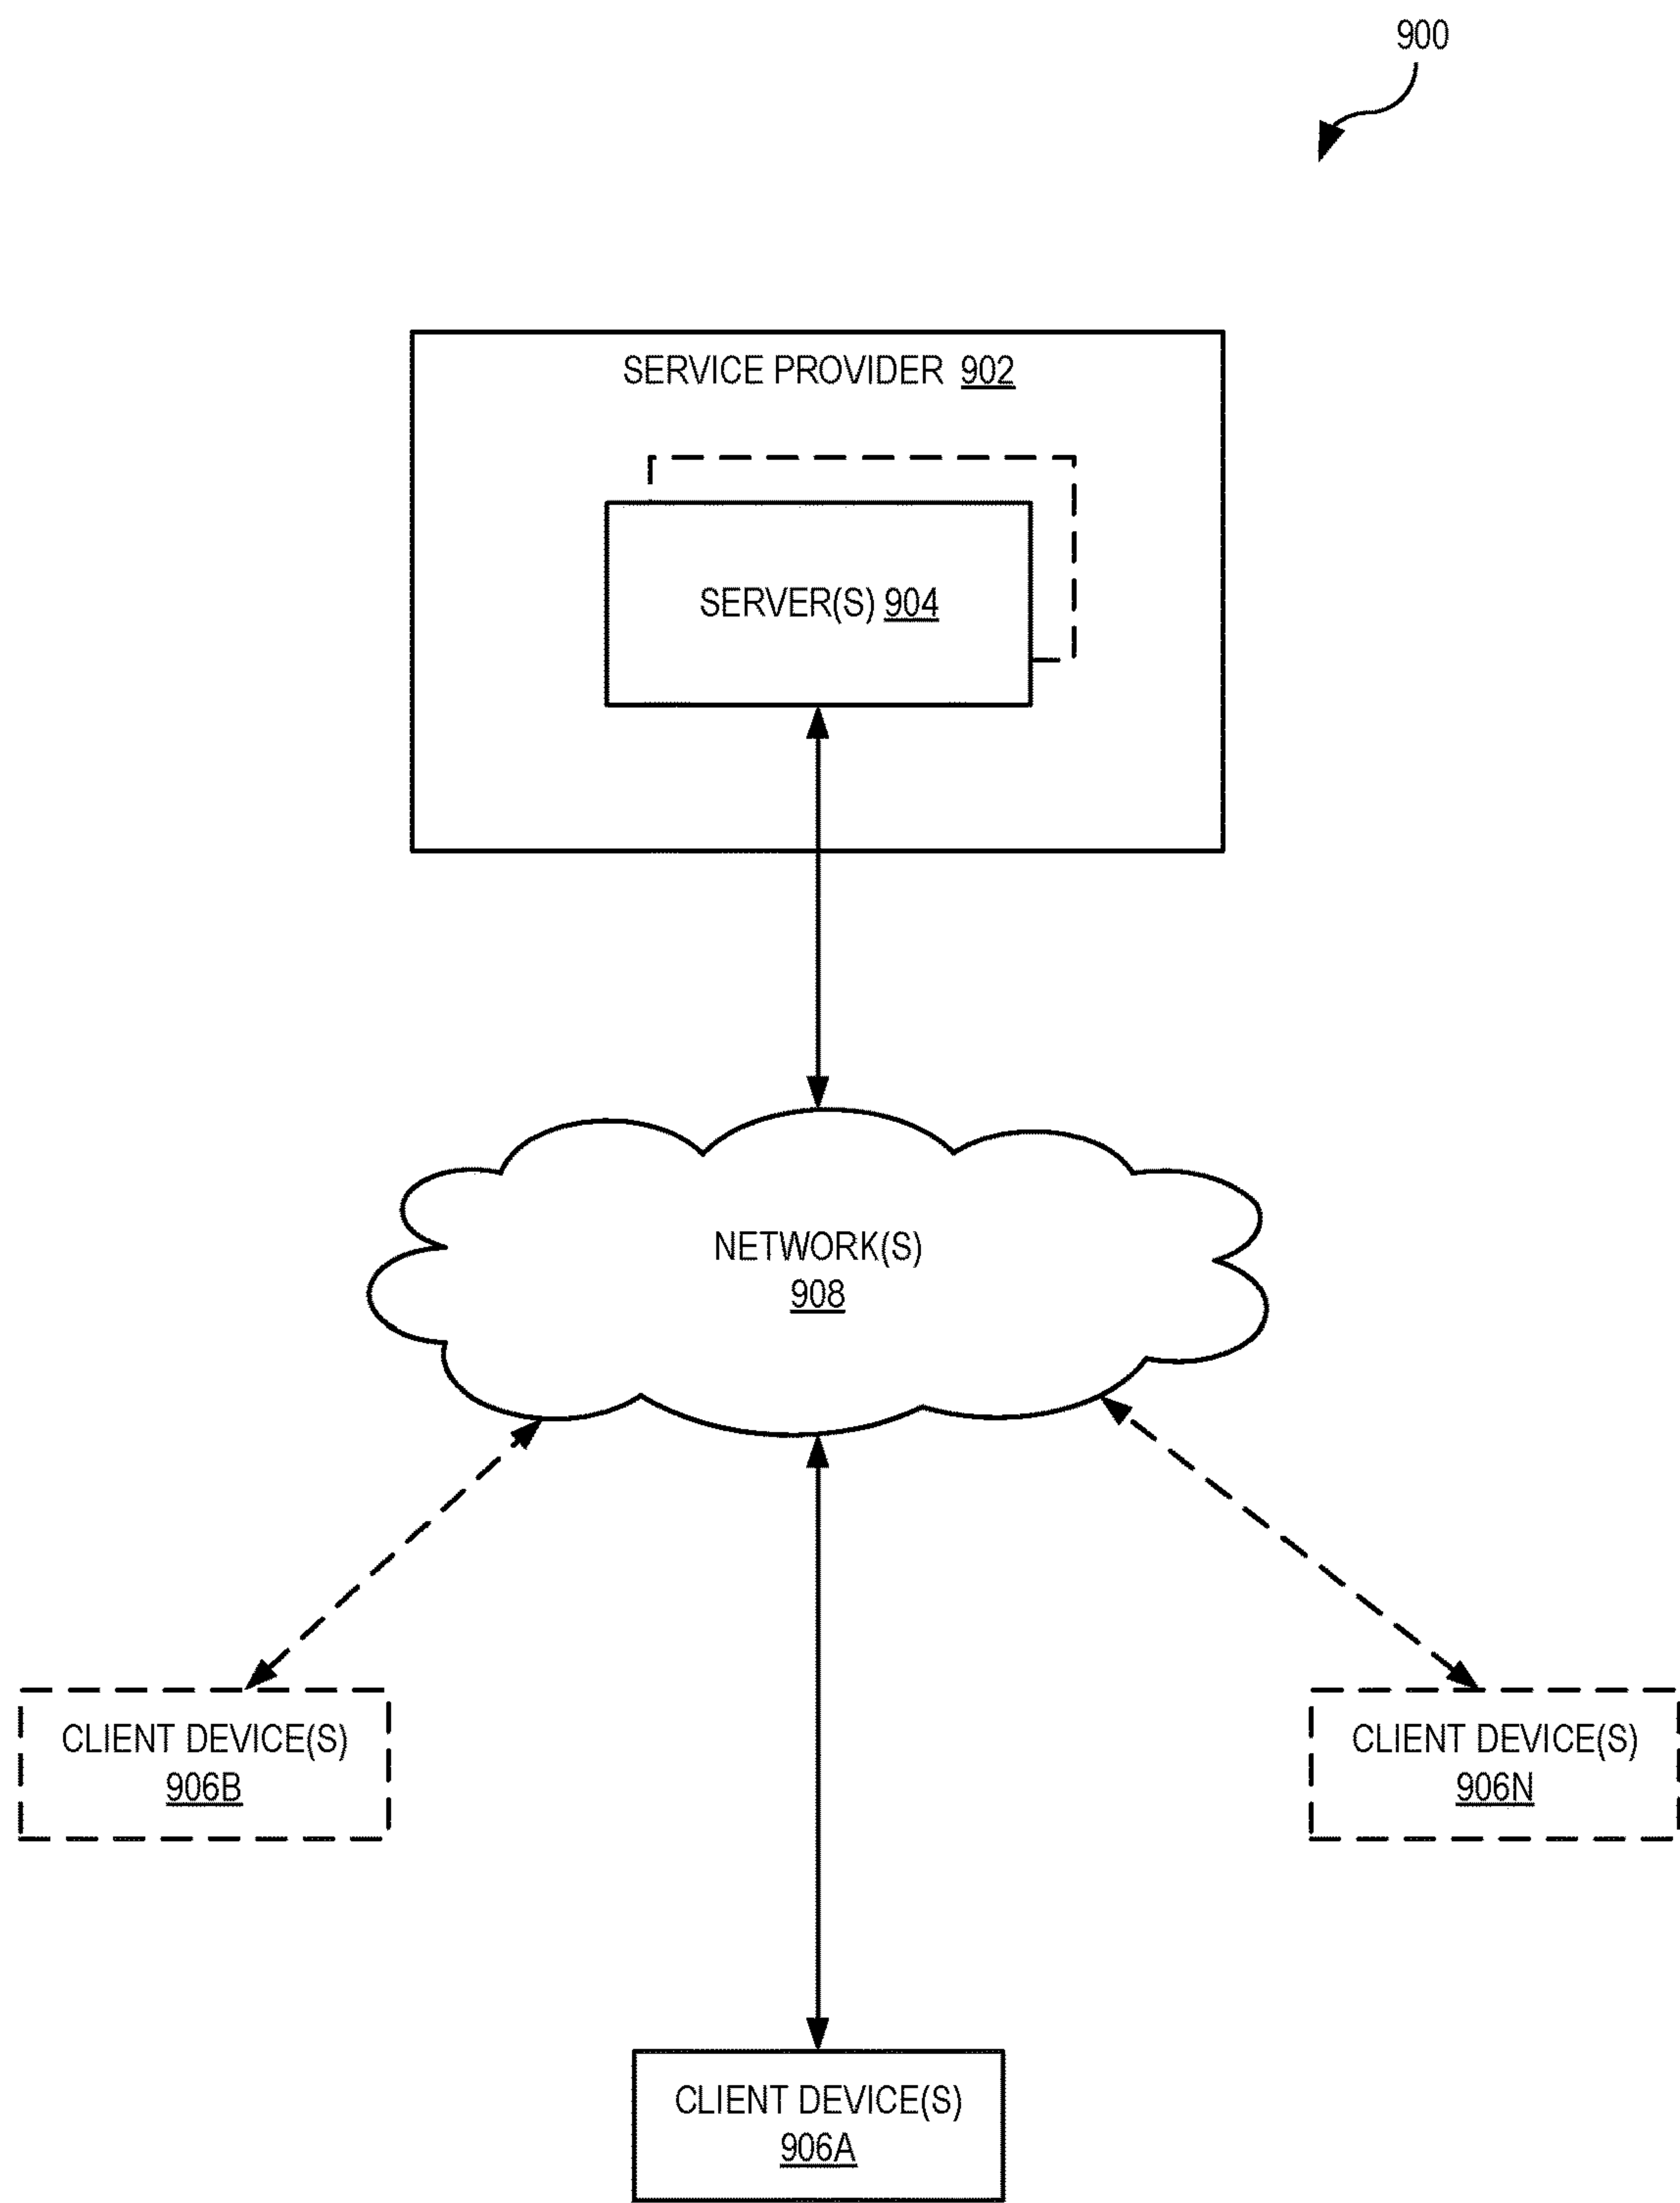 900
SERVICE PROVIDER 902
SERVER(S) 904
NETWORK(S)
908
CLIENT DEVICE(S)
906B
CLIENT DEVICE(S)
906N
CLIENT DEVICE(S)
906A